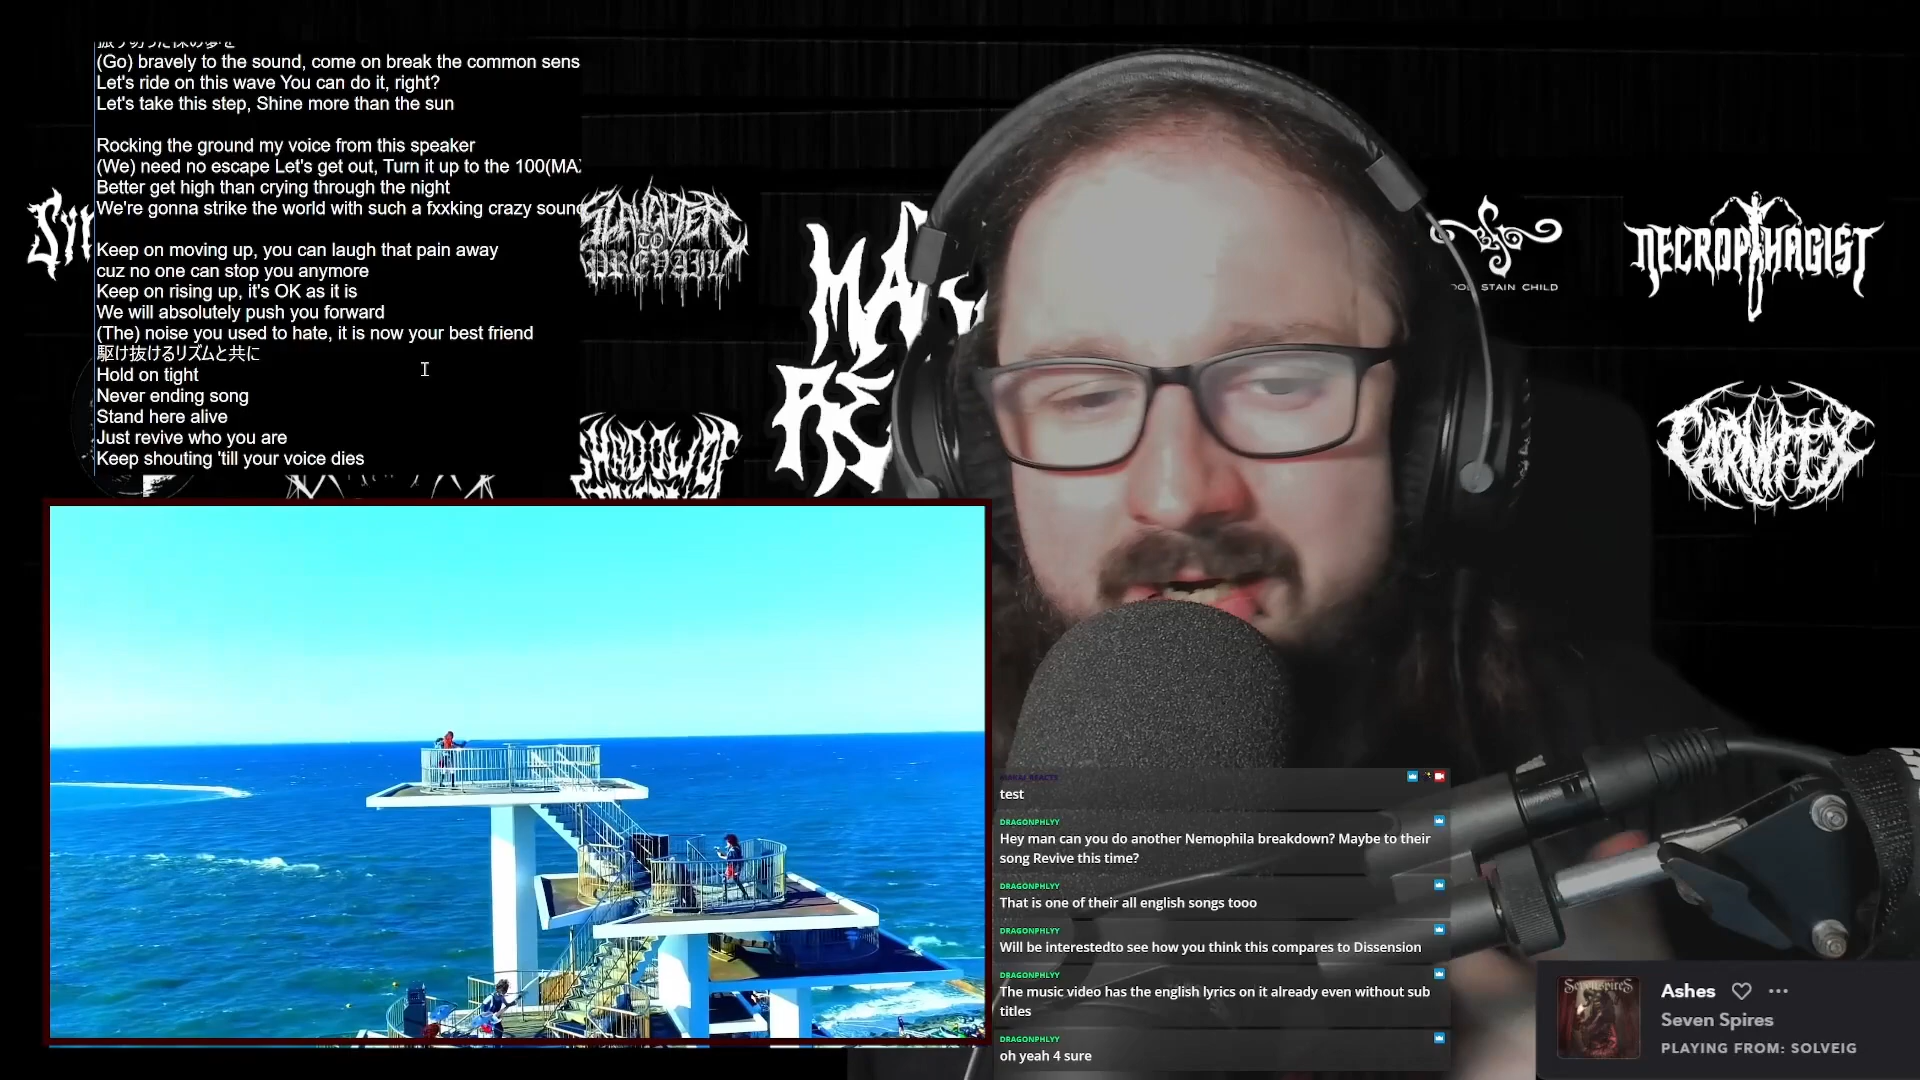 (Go) bravely to the sound, come on break the common sens
Let's ride on this wave You can do it, right?
Let's take this step, Shine more than the sun
Rocking the ground my voice from this speaker
(We) need no escape Let's get out, Turn it up to the 100(MAX
Better get high than crying through the night
We're gonna strike the world with such a fxxking crazy soun
Keep on moving up, you can laugh that pain away
cuz no one can stop you anymore
Keep on rising up, it's OK as it is
We will absolutely push you forward
(The) noise you used to hate, it is now your best friend
駆け抜けるリズムと共に
Hold on tight
Never ending song
Stand here alive
Just revive who you are
Keep shouting 'till your voice dies
SLAUGHTER
TO
PREVAIL
SHADOW OF
STAIN CHILD
NECROPHAGIST
CARNIFEX
MAKAI REACTS
test
DRAGONPHLYY
Hey man can you do another Nemophila breakdown? Maybe to their
song Revive this time?
DRAGONPHLYY
That is one of their all english songs tooo
DRAGONPHLYY
Will be interestedto see how you think this compares to Dissension
DRAGONPHLYY
The music video has the english lyrics on it already even without sub
titles
DRAGONPHLYY
oh yeah 4 sure
SevenspireS
Ashes
Seven Spires
PLAYING FROM: SOLVEIG